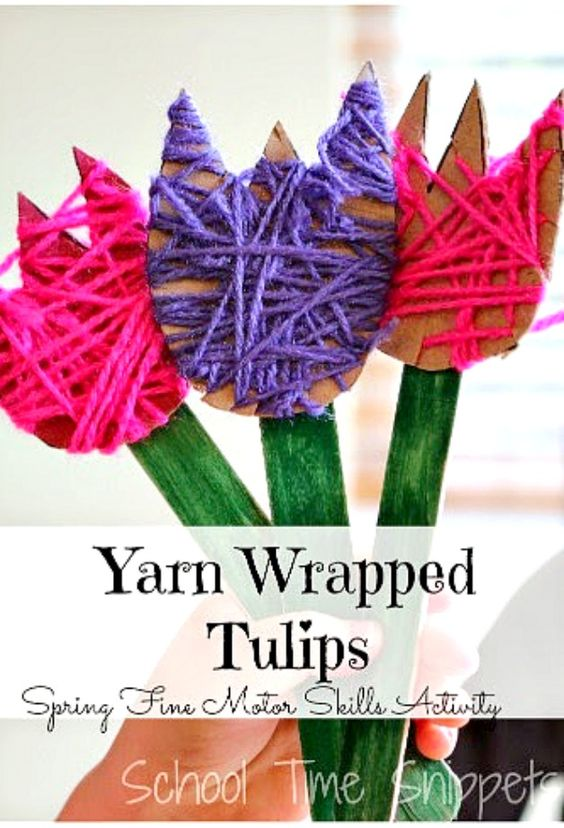 Yarn Wrapped
Tulips
Spring Fine Motor Skills Activity
School Time Snippets